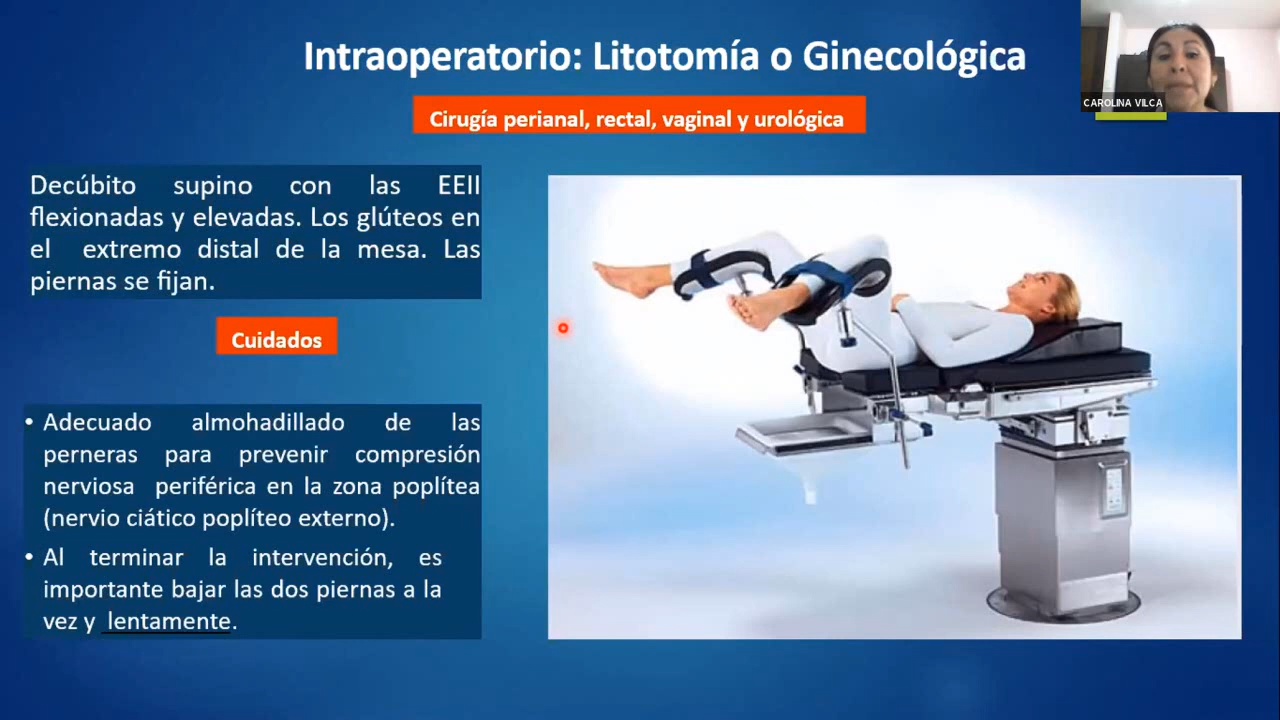 Intraoperatorio: Litotomía o Ginecológica
CAROLINA VILCA
Cirugía perianal, rectal, vaginal y urológica
Decúbito supino con las EEII
flexionadas y elevadas. Los glúteos en
el extremo distal de la mesa. Las
piernas se fijan.
Cuidados
• Adecuado almohadillado de las
perneras para prevenir compresión
nerviosa periférica en la zona poplítea
(nervio ciático poplíteo externo).
• Al terminar la intervención, es
importante bajar las dos piernas a la
vez y lentamente.